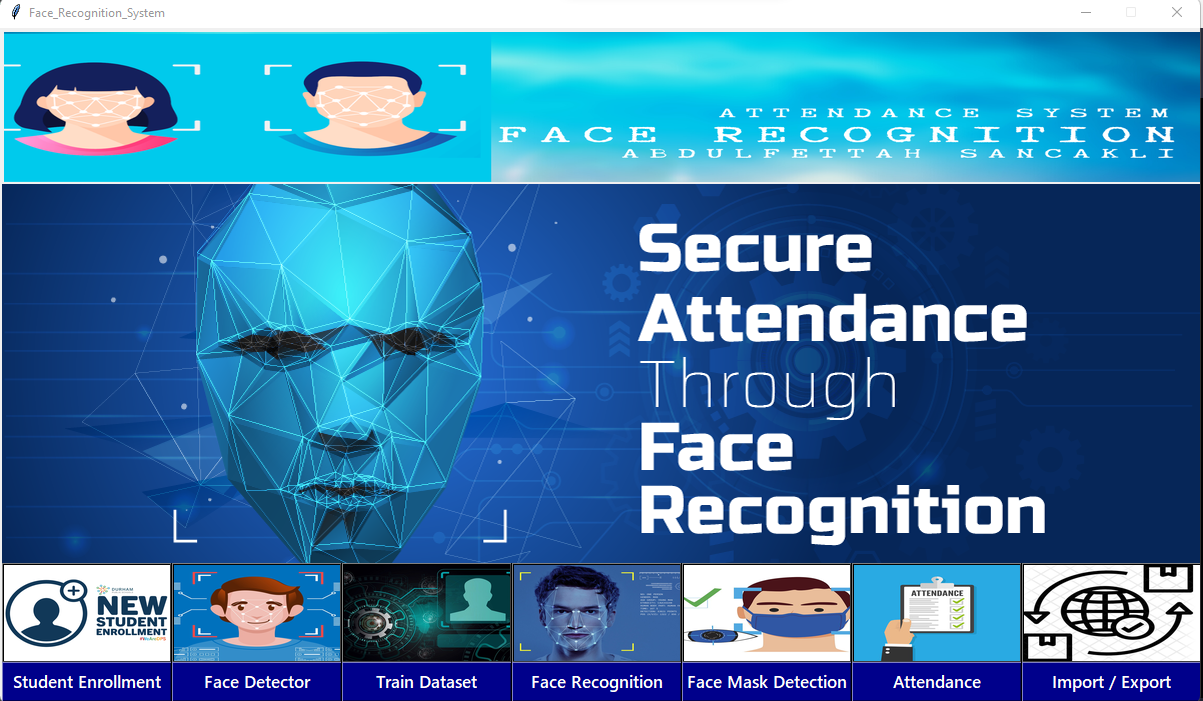 Face_Recognition_System
ATTENDANCE SYSTEM
FACE RECOGNITION
ABDULFETTAH SANCAKLI
Secure
Attendance
Through
Face
Recognition
DURHAM
NEW
STUDENT
ENROLLMENT
#WeAreDPS
ATTENDANCE
Student Enrollment
Face Detector
Train Dataset
Face Recognition
Face Mask Detection
Attendance
Import / Export